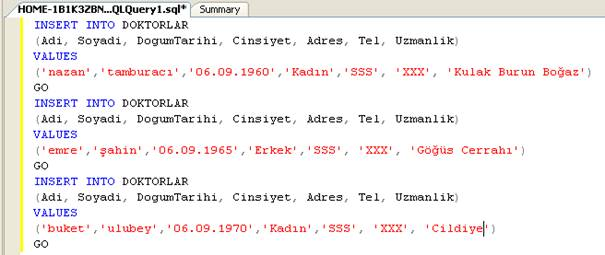 HOME-1B1K3ZBN...QLQuery1.sql* Summary
INSERT INTO DOKTORLAR
(Adi, Soyadi, DogumTarihi, Cinsiyet, Adres, Tel, Uzmanlik)
VALUES
('nazan','tamburacı','06.09.1960','Kadın','SSS', 'XXX', 'Kulak Burun Boğaz')
GO
INSERT INTO DOKTORLAR
(Adi, Soyadi, DogumTarihi, Cinsiyet, Adres, Tel, Uzmanlik)
VALUES
('emre','şahin','06.09.1965','Erkek','SSS', 'XXX', 'Göğüs Cerrahı')
GO
INSERT INTO DOKTORLAR
(Adi, Soyadi, DogumTarihi, Cinsiyet, Adres, Tel, Uzmanlik)
VALUES
('buket','ulubey','06.09.1970','Kadın','SSS', 'XXX', 'Cildiye')
GO